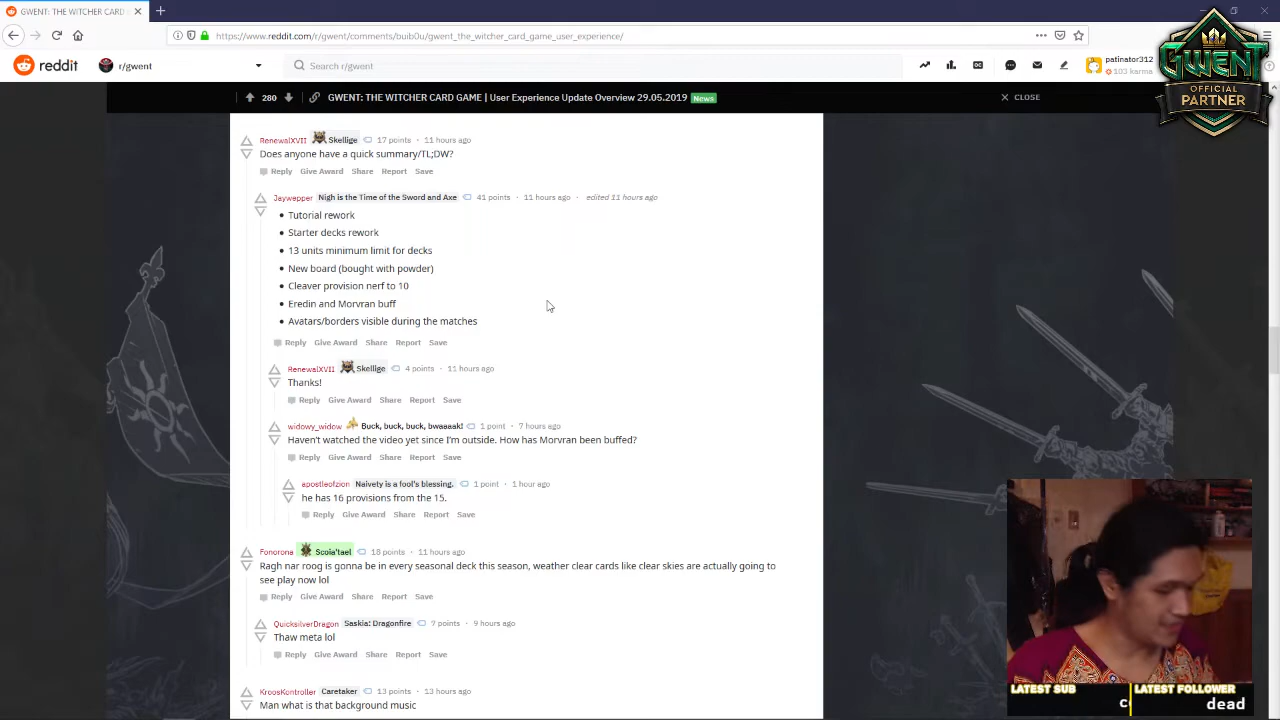 GWENT: THE WITCHER CARD
https://www.reddit.com/r/gwent/comments/buib0u/gwent_the_witcher_card_game_user_experience/
reddit
r/gwent
Search r/gwent
patinator312
103 karma
GWENT
OFFICIAL
PARTNER
280
GWENT: THE WITCHER CARD GAME | User Experience Update Overview 29.05.2019 News
CLOSE
RenewalXVII Skellige 17 points · 11 hours ago
Does anyone have a quick summary/TL;DW?
Reply Give Award Share Report Save
Jaywepper Nigh is the Time of the Sword and Axe 41 points · 11 hours ago · edited 11 hours ago
• Tutorial rework
• Starter decks rework
• 13 units minimum limit for decks
• New board (bought with powder)
• Cleaver provision nerf to 10
• Eredin and Morvran buff
• Avatars/borders visible during the matches
Reply Give Award Share Report Save
RenewalXVII Skellige 4 points · 11 hours ago
Thanks!
Reply Give Award Share Report Save
widowy_widow Buck, buck, buck, bwaaaak! 1 point · 7 hours ago
Haven't watched the video yet since I'm outside. How has Morvran been buffed?
Reply Give Award Share Report Save
apostleofzion Naivety is a fool's blessing. 1 point · 1 hour ago
he has 16 provisions from the 15.
Reply Give Award Share Report Save
Fonorona Scoia'tael 18 points · 11 hours ago
Ragh nar roog is gonna be in every seasonal deck this season, weather clear cards like clear skies are actually going to
see play now lol
Reply Give Award Share Report Save
QuicksilverDragon Saskia: Dragonfire 7 points · 9 hours ago
Thaw meta lol
Reply Give Award Share Report Save
KroosKontroller Caretaker 13 points · 13 hours ago
Man what is that background music
LATEST SUB
LATEST FOLLOWER
dead